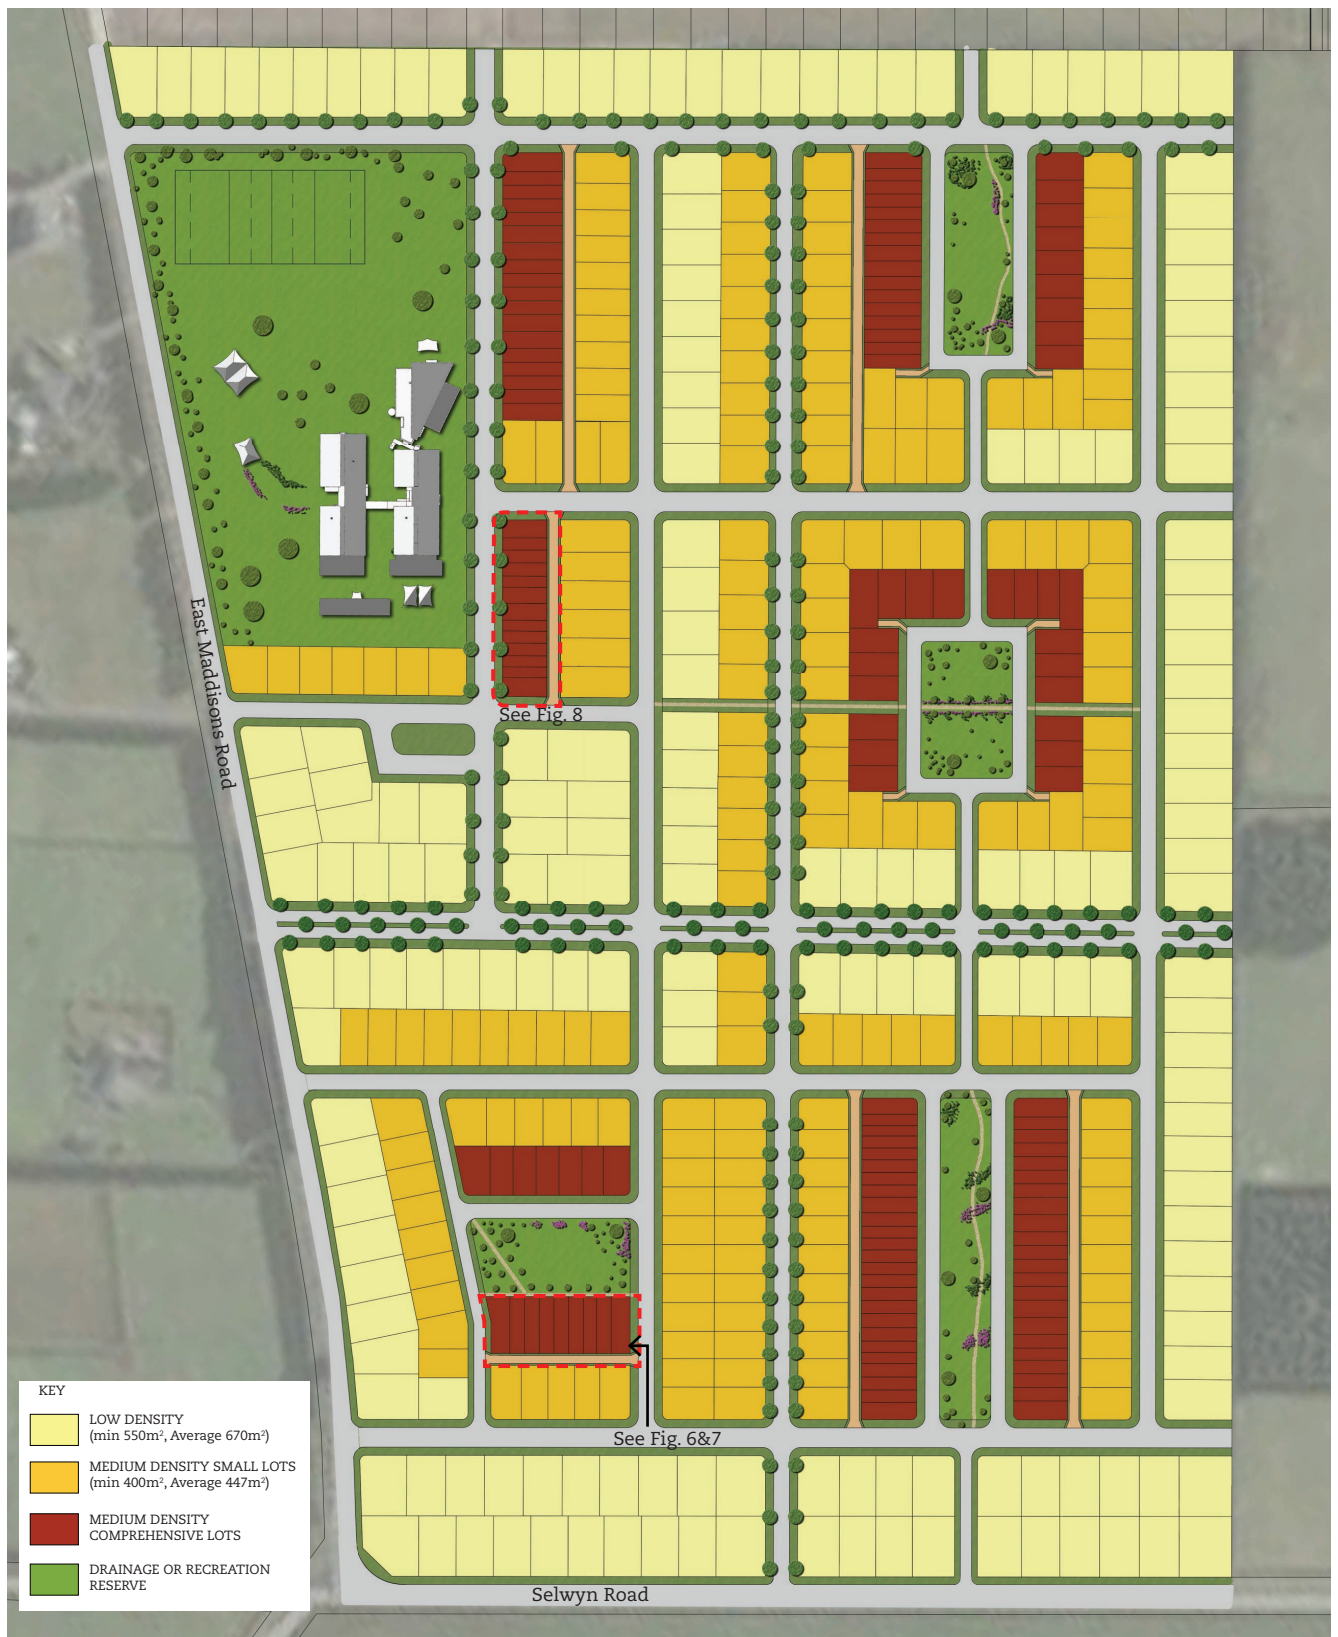 East Maddisons Road
See Fig. 8
See Fig. 6&7
Selwyn Road
KEY
LOW DENSITY
(min 550m², Average 670m²)
MEDIUM DENSITY SMALL LOTS
(min 400m², Average 447m²)
MEDIUM DENSITY
COMPREHENSIVE LOTS
DRAINAGE OR RECREATION
RESERVE